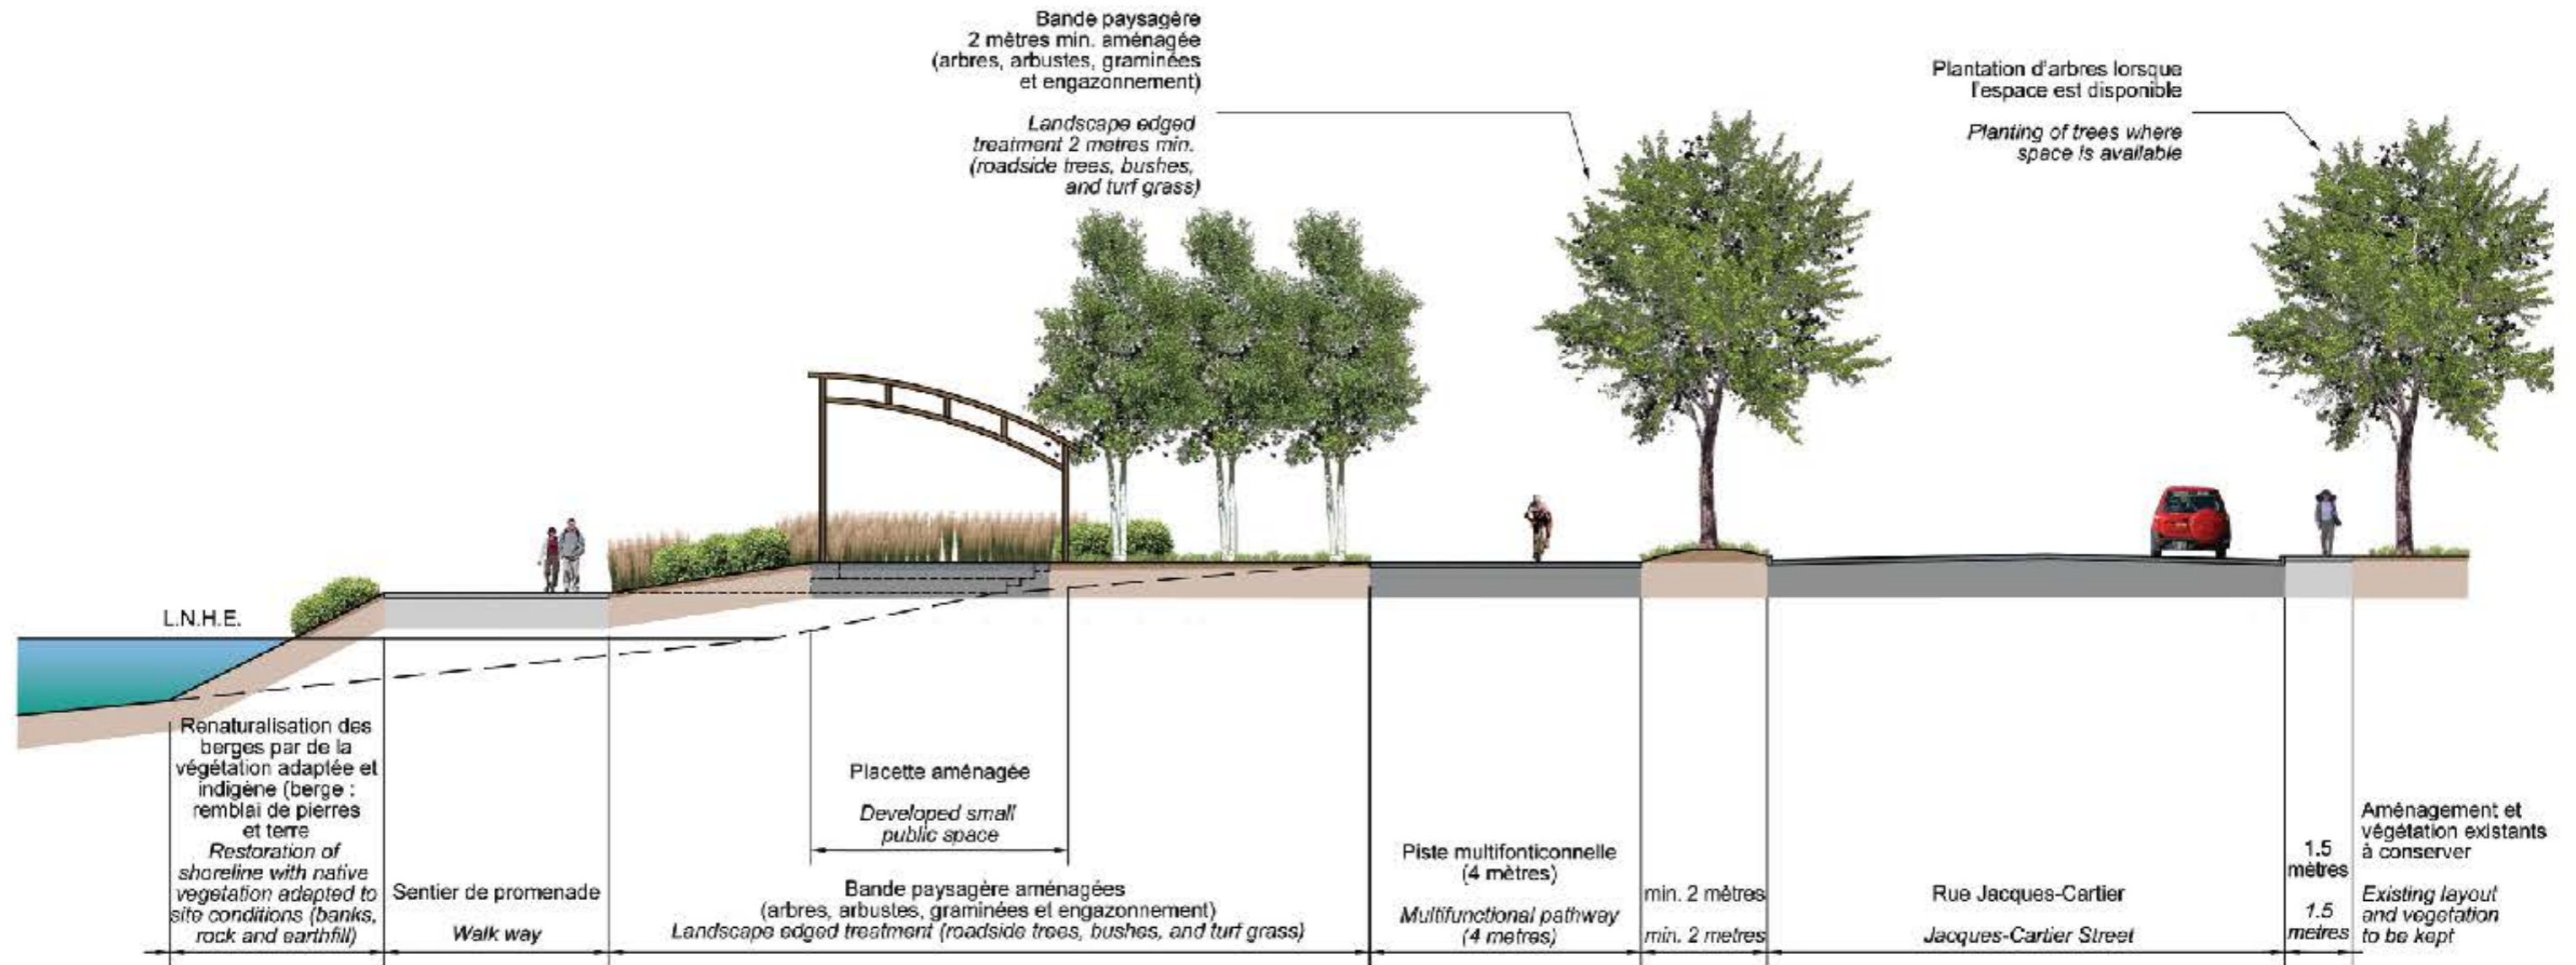 Bande paysagère
2 mètres min. aménagée
(arbres, arbustes, graminées
et engazonnement)
Landscape edged
treatment 2 metres min.
(roadside trees, bushes,
and turf grass)
Plantation d'arbres lorsque
l'espace est disponible
Planting of trees where
space is available
L.N.H.E.
Renaturalisation des
berges par de la
végétation adaptée et
indigène (berge :
remblai de pierres
et terre
Restoration of
shoreline with native
vegetation adapted to
site conditions (banks,
rock and earthfill)
Sentier de promenade
Walk way
Placette aménagée
Developed small
public space
Bande paysagère aménagées
(arbres, arbustes, graminées et engazonnement)
Landscape edged treatment (roadside trees, bushes, and turf grass)
Piste multifonticonnelle
(4 mètres)
Multifunctional pathway
(4 metres)
min. 2 mètres
min. 2 metres
Rue Jacques-Cartier
Jacques-Cartier Street
1.5
mètres
1.5
metres
Aménagement et
végétation existants
à conserver
Existing layout
and vegetation
to be kept